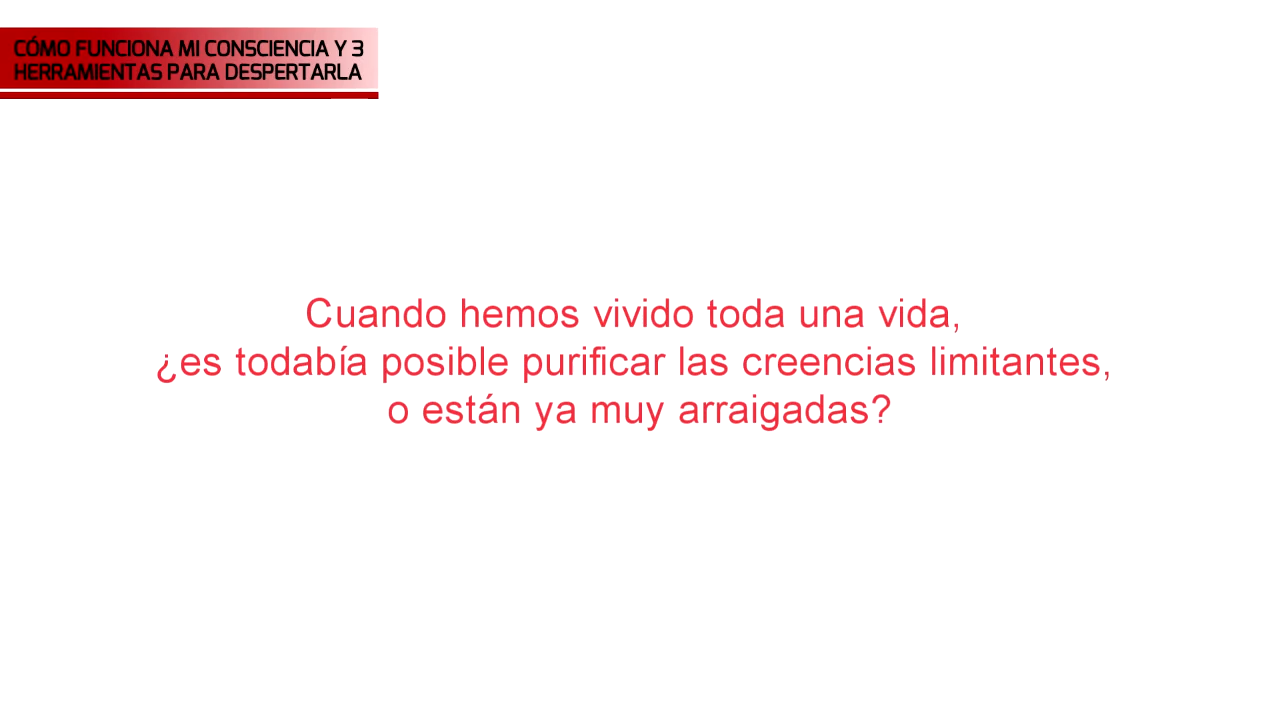 CÓMO FUNCIONA MI CONSCIENCIA Y 3
HERRAMIENTAS PARA DESPERTARLA
Cuando hemos vivido toda una vida,
¿es todabía posible purificar las creencias limitantes,
o están ya muy arraigadas?